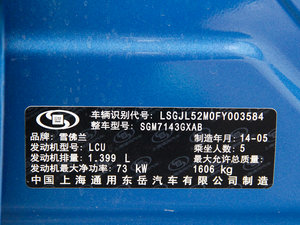 车辆识别代号: LSGJL52M0FY003584
整车型号: SGM7143GXAB
品牌: 雪佛兰 制造年月: 14-05
发动机型号: LCU 乘坐人数: 5
发动机排量: 1.399 L 最大允许总质量:
发动机最大净功率: 73 kW 1606 kg
中国上海通用东岳汽车有限公司制造